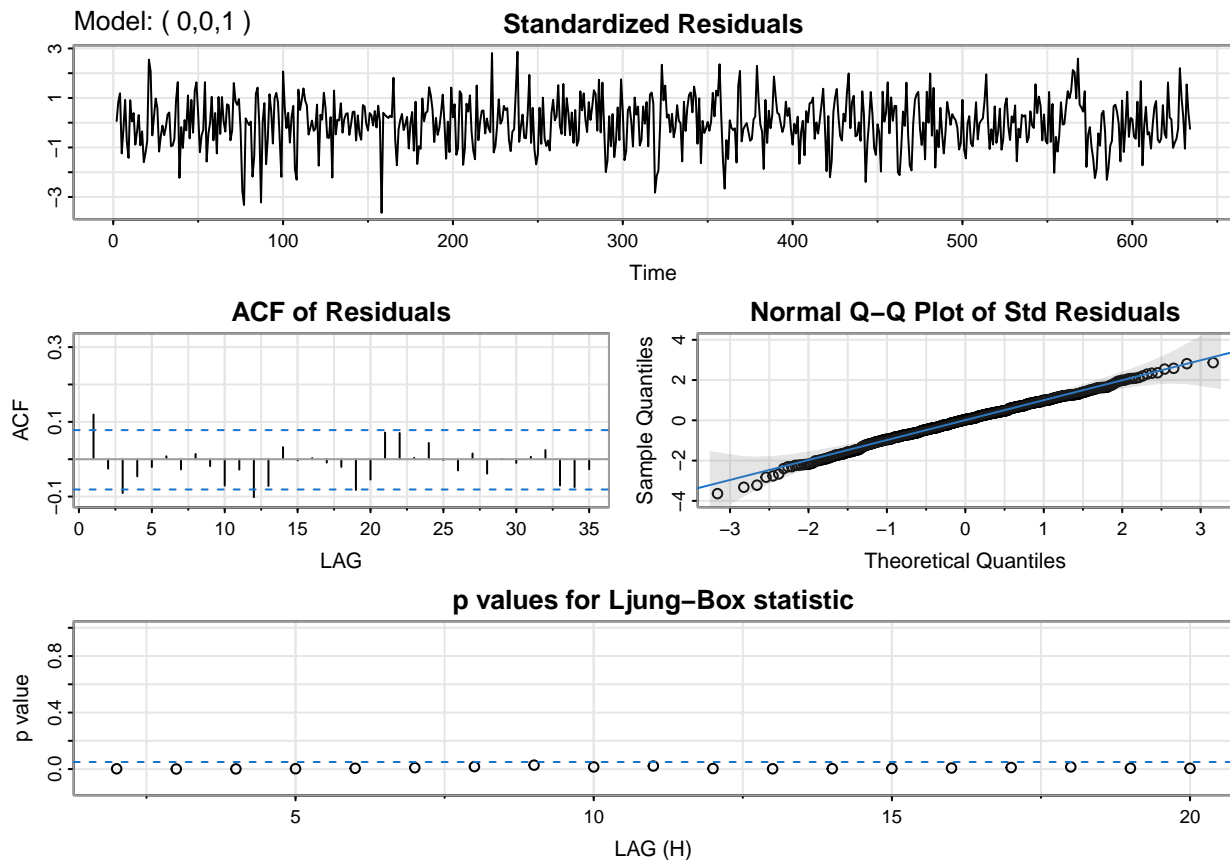 Model: ( 0,0,1 )
Standardized Residuals
3
1
−1
−3
0 100 200 300 400 500 600
Time
ACF of Residuals
0.3
0.1
−0.1
ACF
0 5 10 15 20 25 30 35
LAG
Normal Q−Q Plot of Std Residuals
4
2
0
−2
−4
Sample Quantiles
−3 −2 −1 0 1 2 3
Theoretical Quantiles
p values for Ljung−Box statistic
0.8
0.4
0.0
p value
5 10 15 20
LAG (H)